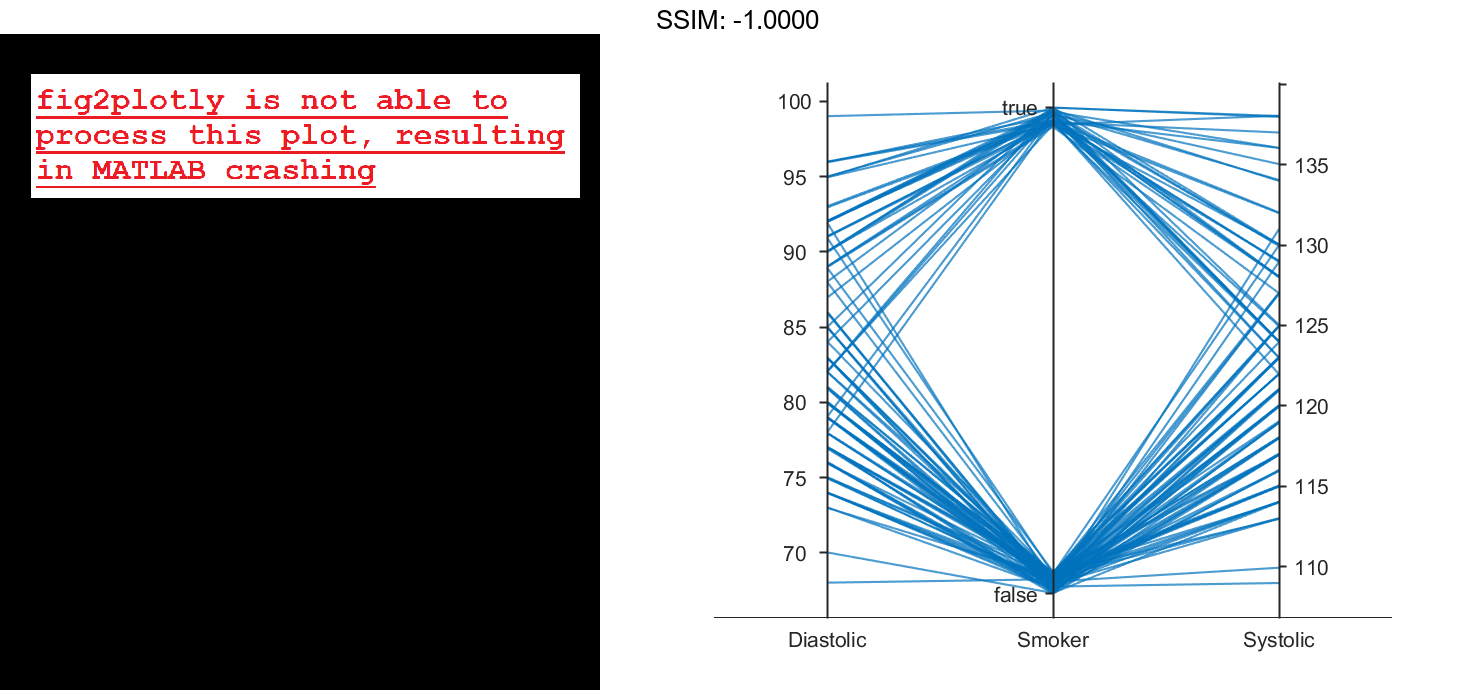 SSIM: -1.0000
fig2plotly is not able to
process this plot, resulting
in MATLAB crashing
100
95
90
85
80
75
70
true
false
135
130
125
120
115
110
Diastolic
Smoker
Systolic